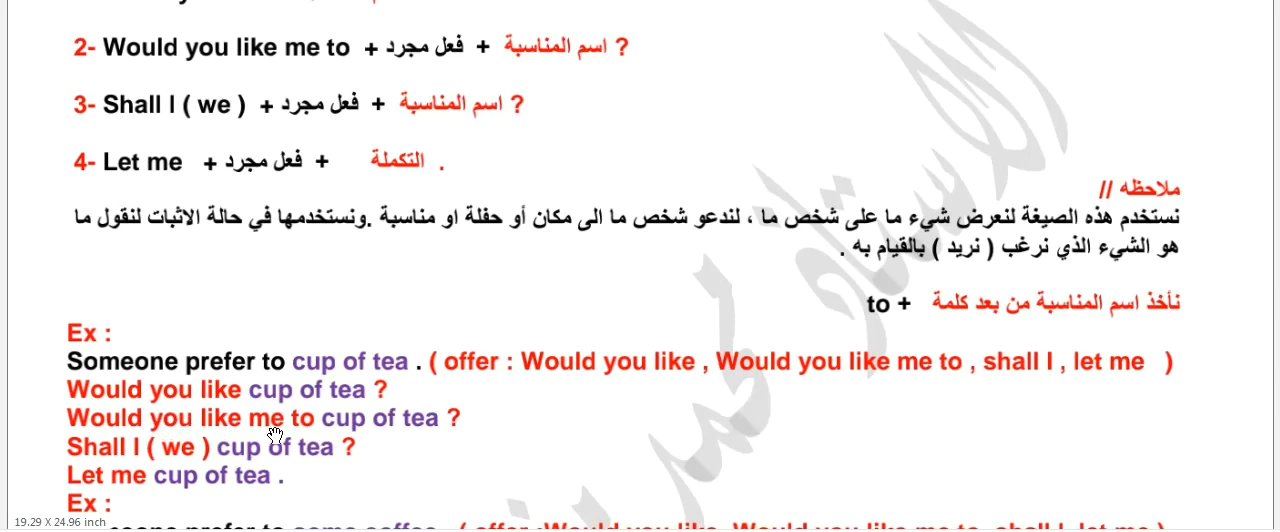 2- Would you like me to + فعل مجرد + اسم المناسبة ?
3- Shall I ( we ) + فعل مجرد + اسم المناسبة ?
4- Let me + فعل مجرد + التكملة .
ملاحظه //
نستخدم هذه الصيغة لنعرض شيء ما على شخص ما ، لندعو شخص ما الى مكان أو حفلة او مناسبة .ونستخدمها في حالة الاثبات لنقول ما
هو الشيء الذي نرغب ( نريد ) بالقيام به .
نأخذ اسم المناسبة من بعد كلمة + to
Ex :
Someone prefer to cup of tea . ( offer : Would you like , Would you like me to , shall I , let me )
Would you like cup of tea ?
Would you like me to cup of tea ?
Shall I ( we ) cup of tea ?
Let me cup of tea .
Ex :
19.29 X 24.96 inch